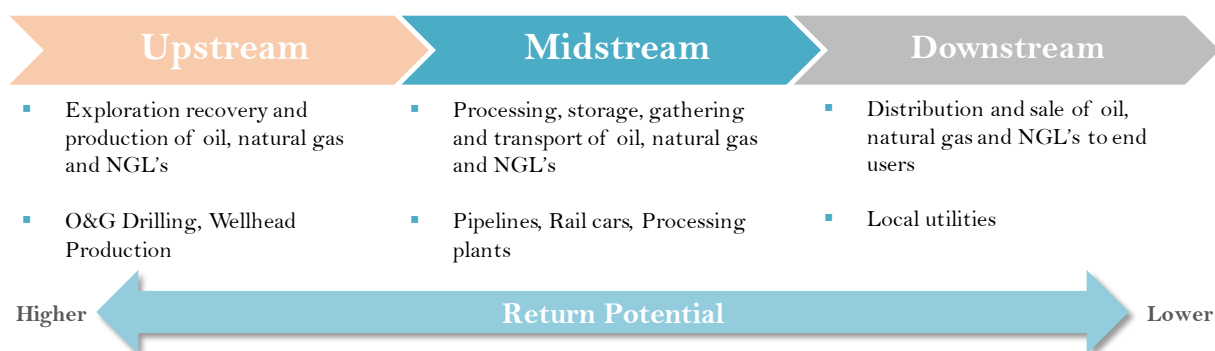 Upstream
Midstream
Downstream
▪ Exploration recovery and
production of oil, natural gas
and NGL's
▪ O&G Drilling, Wellhead
Production
▪ Processing, storage, gathering
and transport of oil, natural gas
and NGL's
▪ Pipelines, Rail cars, Processing
plants
▪ Distribution and sale of oil,
natural gas and NGL's to end
users
▪ Local utilities
Higher
Return Potential
Lower